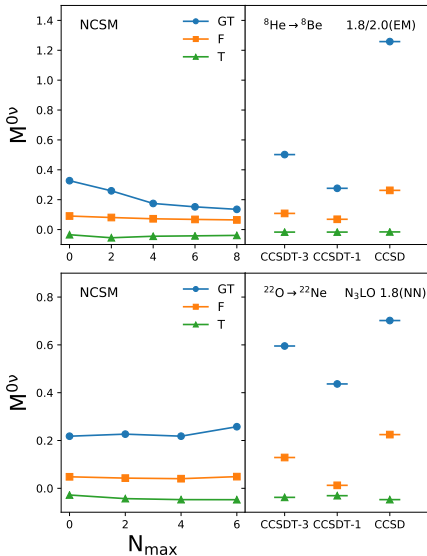 NCSM
GT
F
T
⁸He→⁸Be 1.8/2.0(EM)
M⁰ᵛ
1.4
1.2
1.0
0.8
0.6
0.4
0.2
0.0
0 2 4 6 8
CCSDT-3 CCSDT-1 CCSD
NCSM
GT
F
T
²²O→²²Ne N₃LO 1.8(NN)
M⁰ᵛ
0.8
0.6
0.4
0.2
0.0
0 2 4 6
CCSDT-3 CCSDT-1 CCSD
N_max